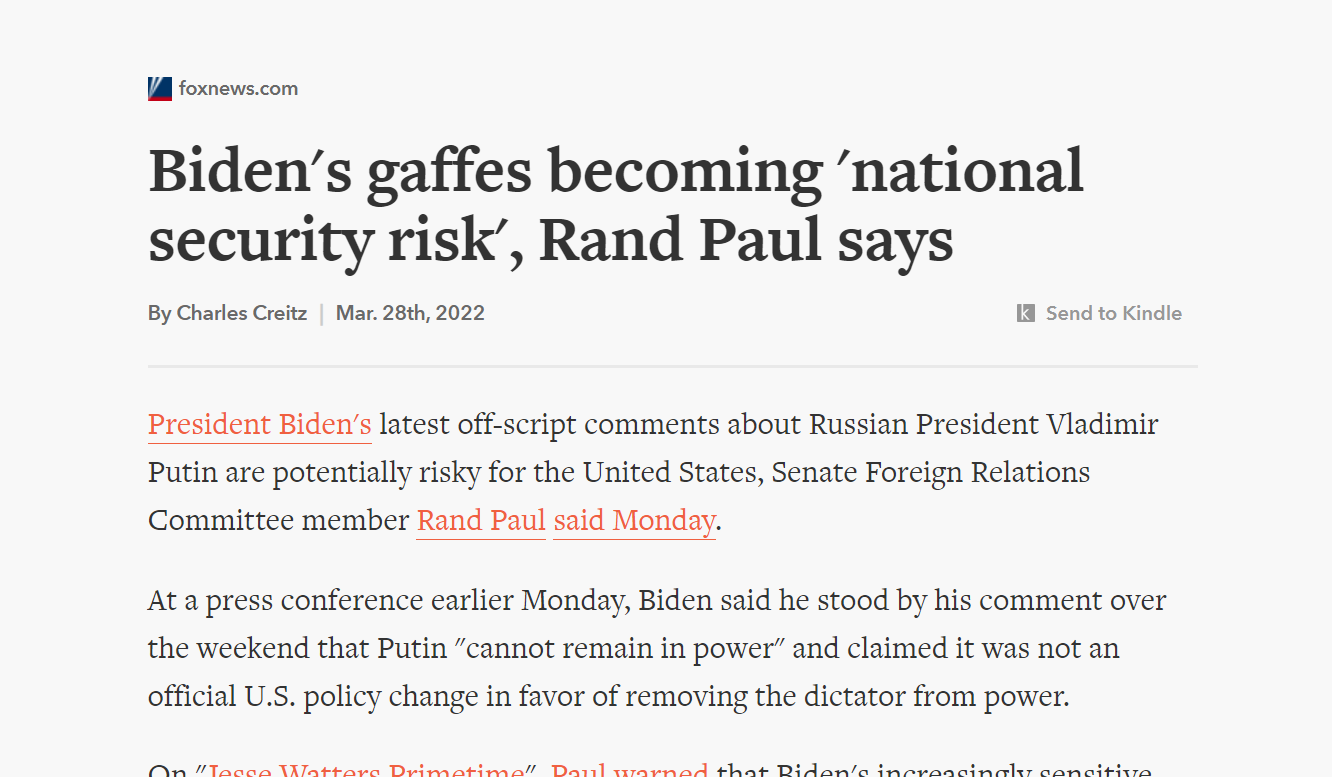 foxnews.com
Biden's gaffes becoming 'national
security risk', Rand Paul says
By Charles Creitz | Mar. 28th, 2022
Send to Kindle
President Biden's latest off-script comments about Russian President Vladimir
Putin are potentially risky for the United States, Senate Foreign Relations
Committee member Rand Paul said Monday.
At a press conference earlier Monday, Biden said he stood by his comment over
the weekend that Putin "cannot remain in power" and claimed it was not an
official U.S. policy change in favor of removing the dictator from power.
On "Jesse Watters Primetime", Paul warned that Biden's increasingly sensitive